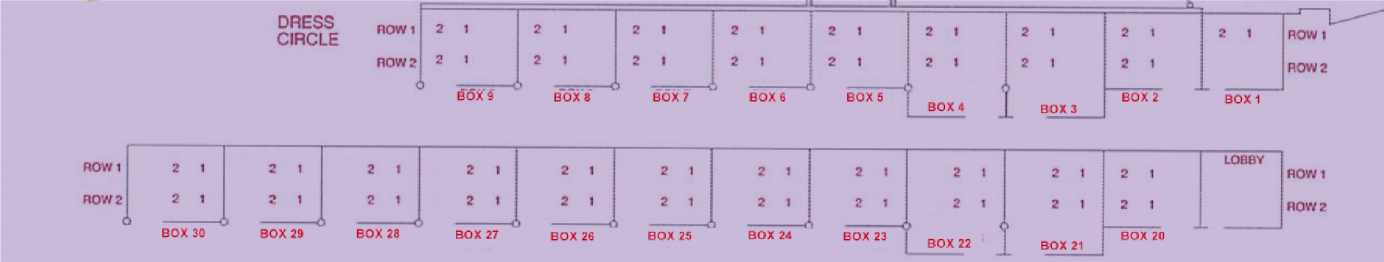 DRESS
CIRCLE
ROW 1 2 1 2 1 2 1 2 1 2 1 2 1 2 1 2 1 2 1 ROW 1
ROW 2 2 1 2 1 2 1 2 1 2 1 2 1 2 1 2 1 ROW 2
BOX 9 BOX 8 BOX 7 BOX 6 BOX 5 BOX 4 BOX 3 BOX 2 BOX 1
ROW 1 2 1 2 1 2 1 2 1 2 1 2 1 2 1 2 1 2 1 2 1 2 1 LOBBY ROW 1
ROW 2 2 1 2 1 2 1 2 1 2 1 2 1 2 1 2 1 2 1 2 1 2 1 ROW 2
BOX 30 BOX 29 BOX 28 BOX 27 BOX 26 BOX 25 BOX 24 BOX 23 BOX 22 BOX 21 BOX 20